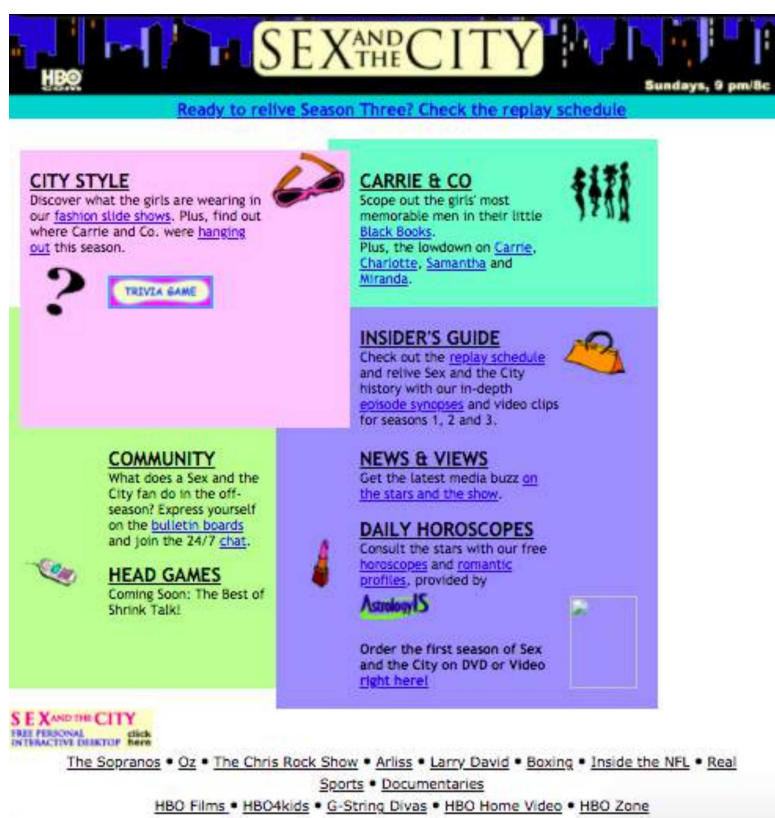 SEX AND THE CITY
HBO
.com
Sundays, 9 pm/8c
Ready to relive Season Three? Check the replay schedule
CITY STYLE
Discover what the girls are wearing in
our fashion slide shows. Plus, find out
where Carrie and Co. were hanging
out this season.
?
TRIVIA GAME
CARRIE & CO
Scope out the girls' most
memorable men in their little
Black Books.
Plus, the lowdown on Carrie,
Charlotte, Samantha and
Miranda.
INSIDER'S GUIDE
Check out the replay schedule
and relive Sex and the City
history with our in-depth
episode synopses and video clips
for seasons 1, 2 and 3.
COMMUNITY
What does a Sex and the
City fan do in the off-
season? Express yourself
on the bulletin boards
and join the 24/7 chat.
HEAD GAMES
Coming Soon: The Best of
Shrink Talk!
NEWS & VIEWS
Get the latest media buzz on
the stars and the show.
DAILY HOROSCOPES
Consult the stars with our free
horoscopes and romantic
profiles, provided by
AstrologyIS
Order the first season of Sex
and the City on DVD or Video
right here!
SEX AND THE CITY
FREE PERSONAL click
INTERACTIVE DESKTOP here
The Sopranos • Oz • The Chris Rock Show • Arliss • Larry David • Boxing • Inside the NFL • Real
Sports • Documentaries
HBO Films • HBO4kids • G-String Divas • HBO Home Video • HBO Zone